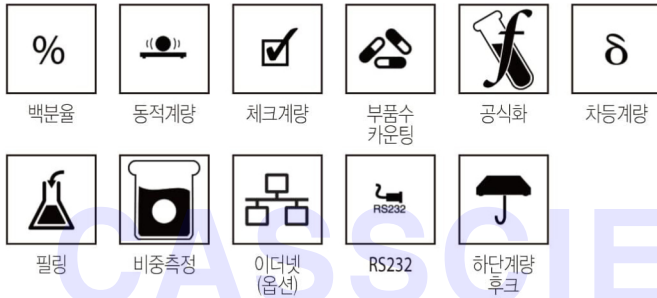 %
f
δ
백분율
동적계량
체크계량
부품수
카운팅
공식화
차등계량
RS232
필링
비중측정
이더넷
(옵션)
RS232
하단계량
후크
CASSCIE